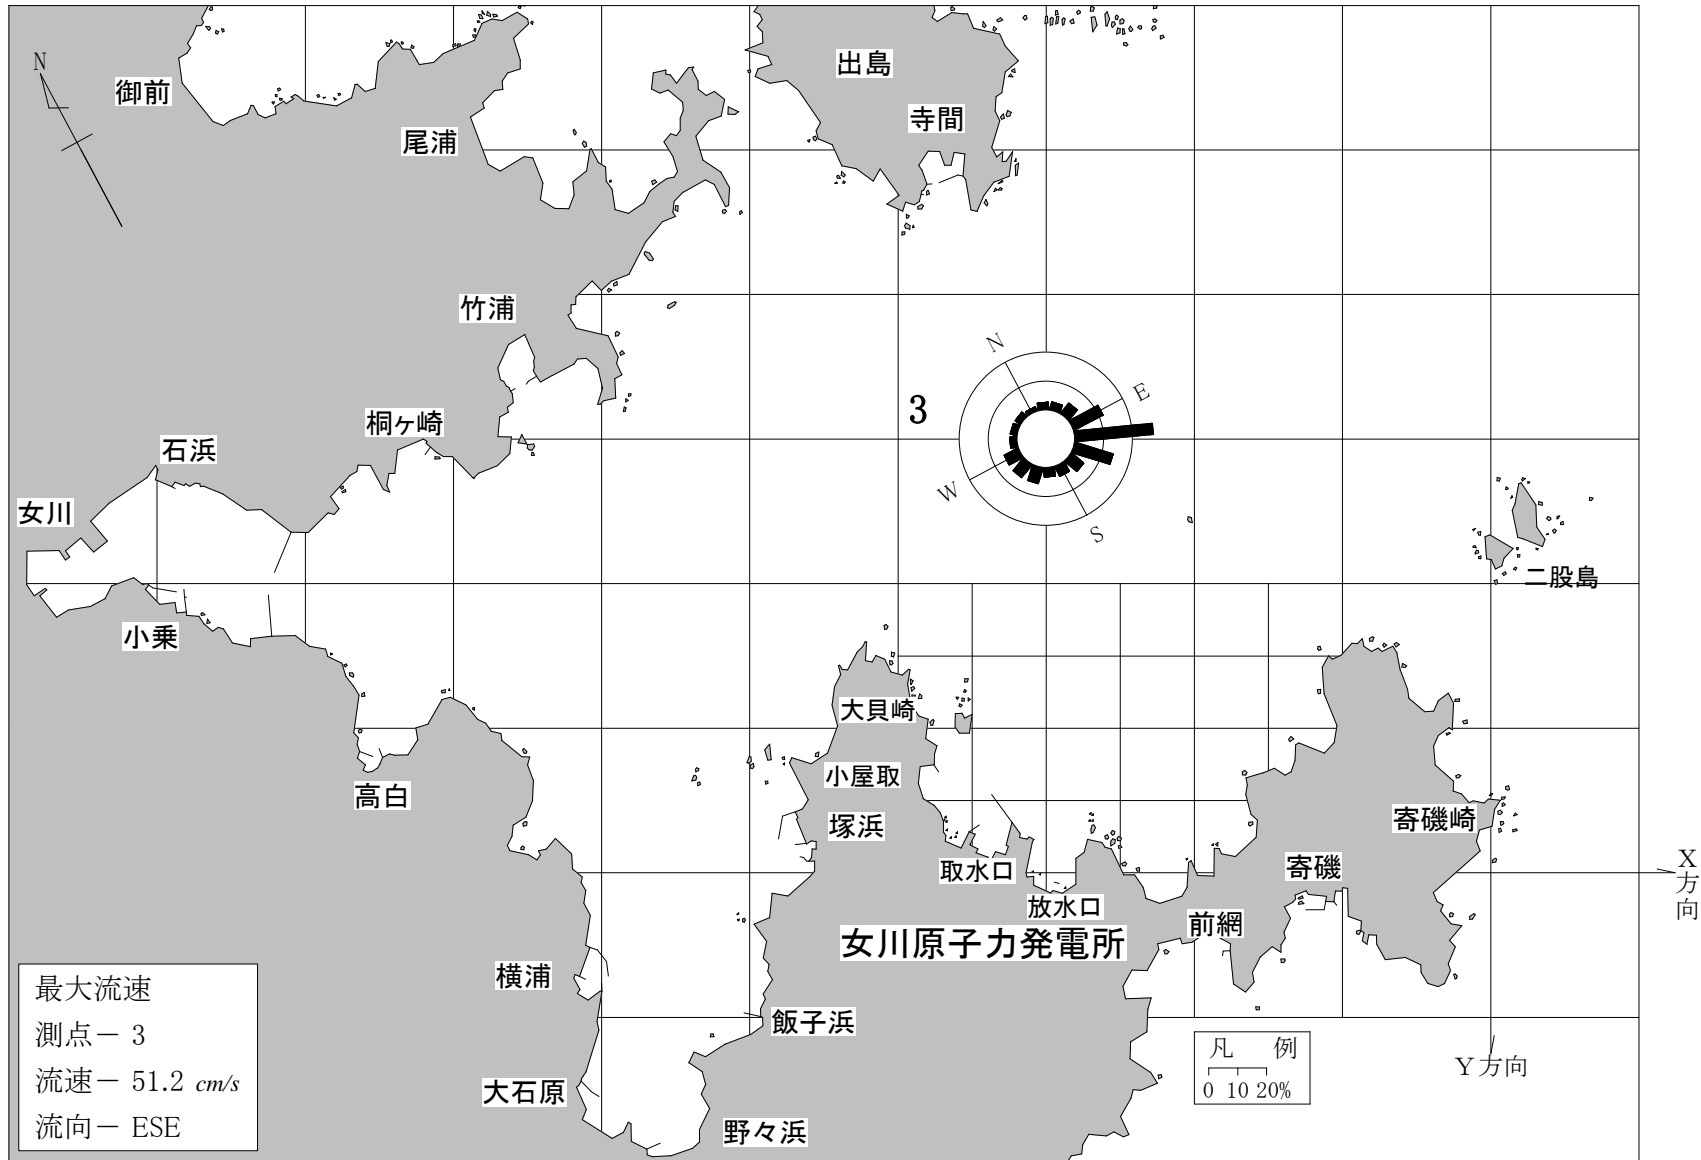 N
御前
出島
寺間
尾浦
竹浦
N
E
3
桐ヶ崎
石浜
W
S
女川
二股島
小乗
大貝崎
小屋取
高白
塚浜
寄磯崎
取水口
寄磯
X方向
放水口
前網
女川原子力発電所
横浦
飯子浜
最大流速
測点－ 3
流速－ 51.2 cm/s
流向－ ESE
凡 例
0 10 20%
Y方向
大石原
野々浜